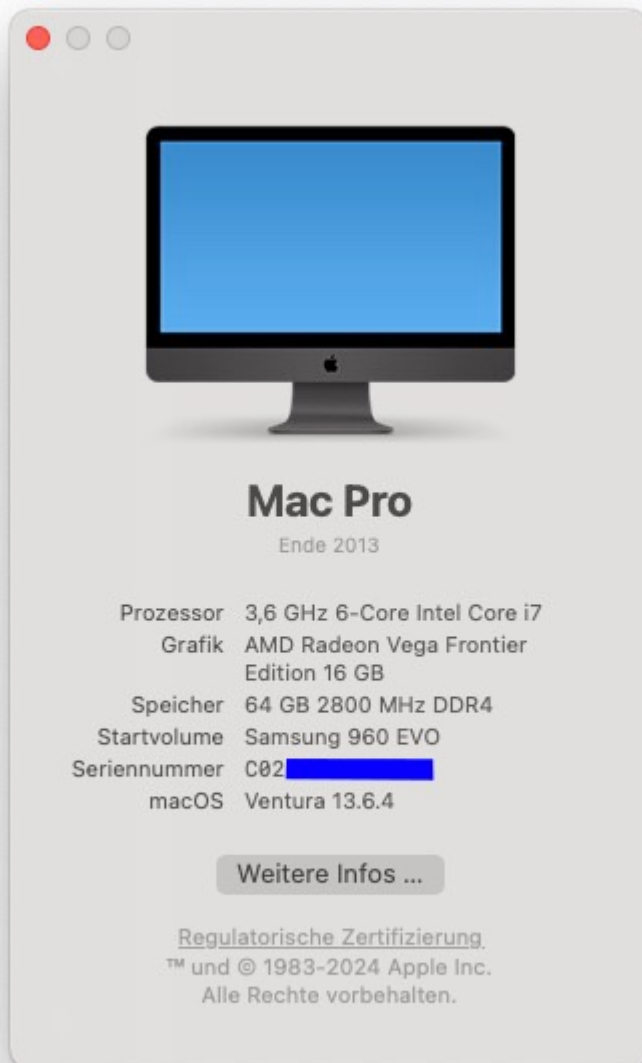 Mac Pro
Ende 2013
Prozessor 3,6 GHz 6-Core Intel Core i7
Grafik AMD Radeon Vega Frontier
Edition 16 GB
Speicher 64 GB 2800 MHz DDR4
Startvolume Samsung 960 EVO
Seriennummer C02
macOS Ventura 13.6.4
Weitere Infos ...
Regulatorische Zertifizierung
™ und © 1983-2024 Apple Inc.
Alle Rechte vorbehalten.